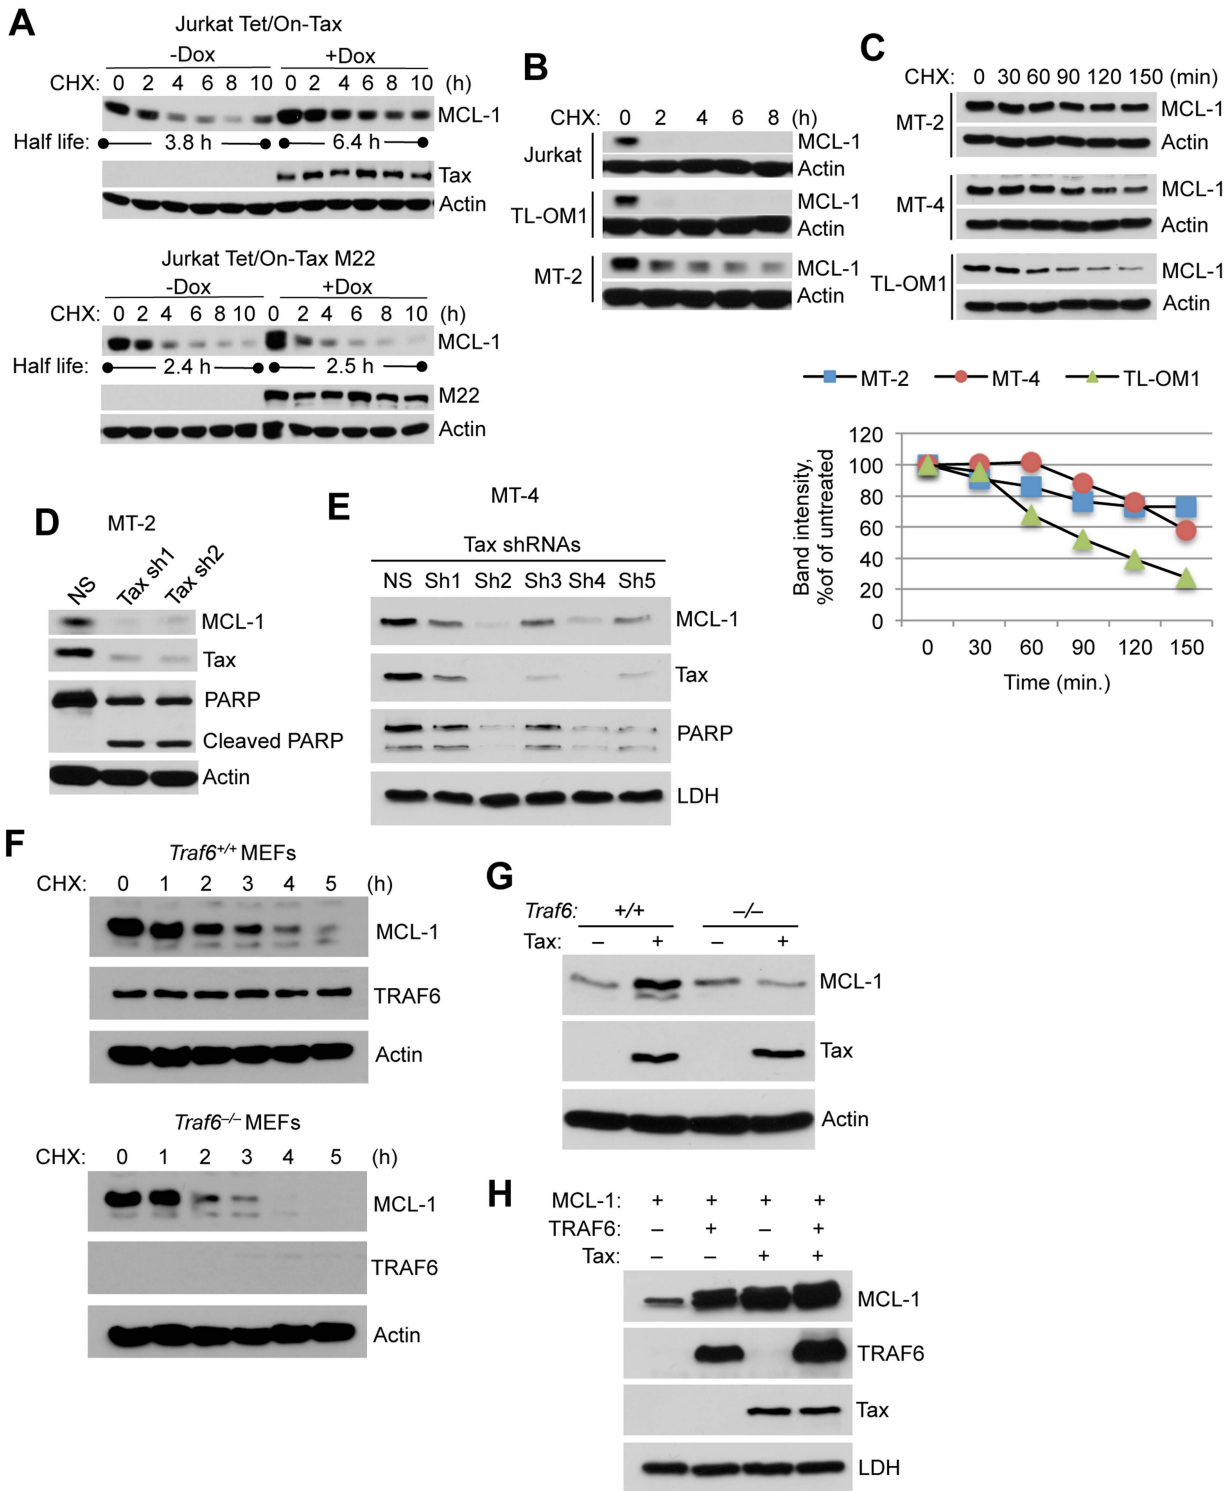 A
Jurkat Tet/On-Tax
-Dox +Dox
CHX: 0 2 4 6 8 10 0 2 4 6 8 10 (h)
MCL-1
Half life: 3.8 h 6.4 h
Tax
Actin
Jurkat Tet/On-Tax M22
-Dox +Dox
CHX: 0 2 4 6 8 10 0 2 4 6 8 10 (h)
MCL-1
Half life: 2.4 h 2.5 h
M22
Actin
B
CHX: 0 2 4 6 8 (h)
Jurkat
MCL-1
Actin
TL-OM1
MCL-1
Actin
MT-2
MCL-1
Actin
C
CHX: 0 30 60 90 120 150 (min)
MT-2
MCL-1
Actin
MT-4
MCL-1
Actin
TL-OM1
MCL-1
Actin
MT-2 MT-4 TL-OM1
Band intensity,
%of of untreated
120
100
80
60
40
20
0
0 30 60 90 120 150
Time (min.)
D
MT-2
NS Tax sh1 Tax sh2
MCL-1
Tax
PARP
Cleaved PARP
Actin
E
MT-4
Tax shRNAs
NS Sh1 Sh2 Sh3 Sh4 Sh5
MCL-1
Tax
PARP
LDH
F
Traf6+/+ MEFs
CHX: 0 1 2 3 4 5 (h)
MCL-1
TRAF6
Actin
Traf6–/– MEFs
CHX: 0 1 2 3 4 5 (h)
MCL-1
TRAF6
Actin
G
Traf6: +/+ –/–
Tax: – + – +
MCL-1
Tax
Actin
H
MCL-1: + + + +
TRAF6: – + – +
Tax: – – + +
MCL-1
TRAF6
Tax
LDH